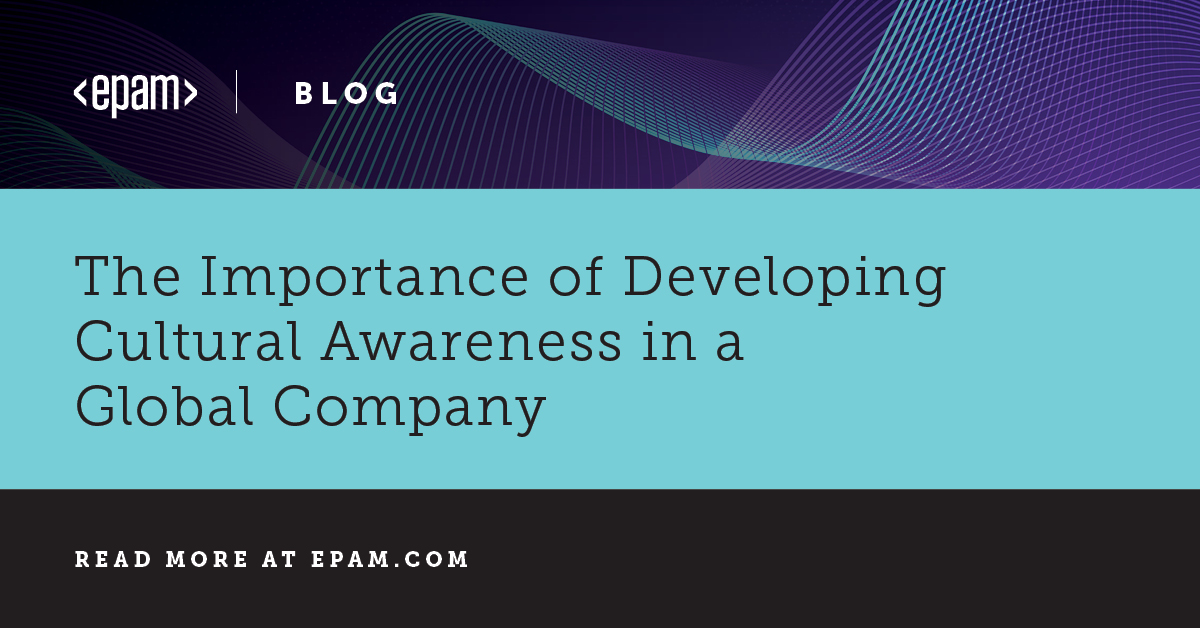 <epam> | BLOG
The Importance of Developing
Cultural Awareness in a
Global Company
READ MORE AT EPAM.COM